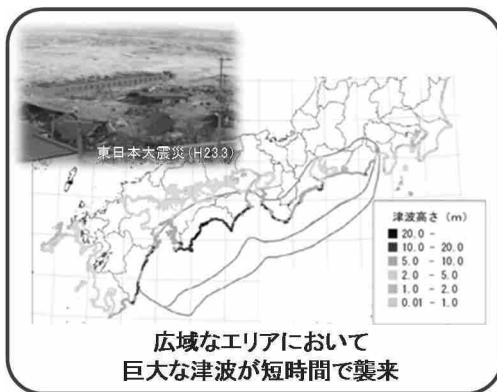 東日本大震災(H23.3)
津波高さ (m)
20.0 -
10.0 - 20.0
5.0 - 10.0
2.0 - 5.0
1.0 - 2.0
0.01 - 1.0
広域なエリアにおいて
巨大な津波が短時間で襲来